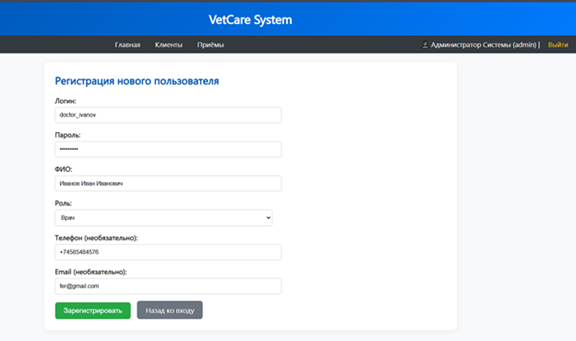 VetCare System
Главная Клиенты Приёмы Администратор Системы (admin) | Выйти
Регистрация нового пользователя
Логин:
doctor_ivanov
Пароль:
•••••••••
ФИО:
Иванов Иван Иванович
Роль:
Врач
Телефон (необязательно):
+74585484576
Email (необязательно):
fer@gmail.com
Зарегистрировать Назад ко входу